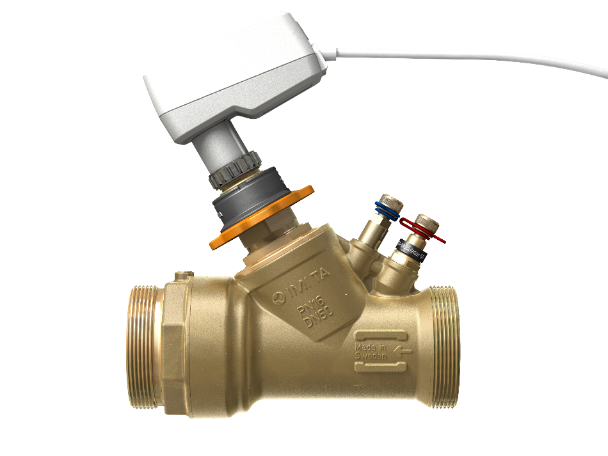 IMI TA
PN16
DN50
Made in
Sweden